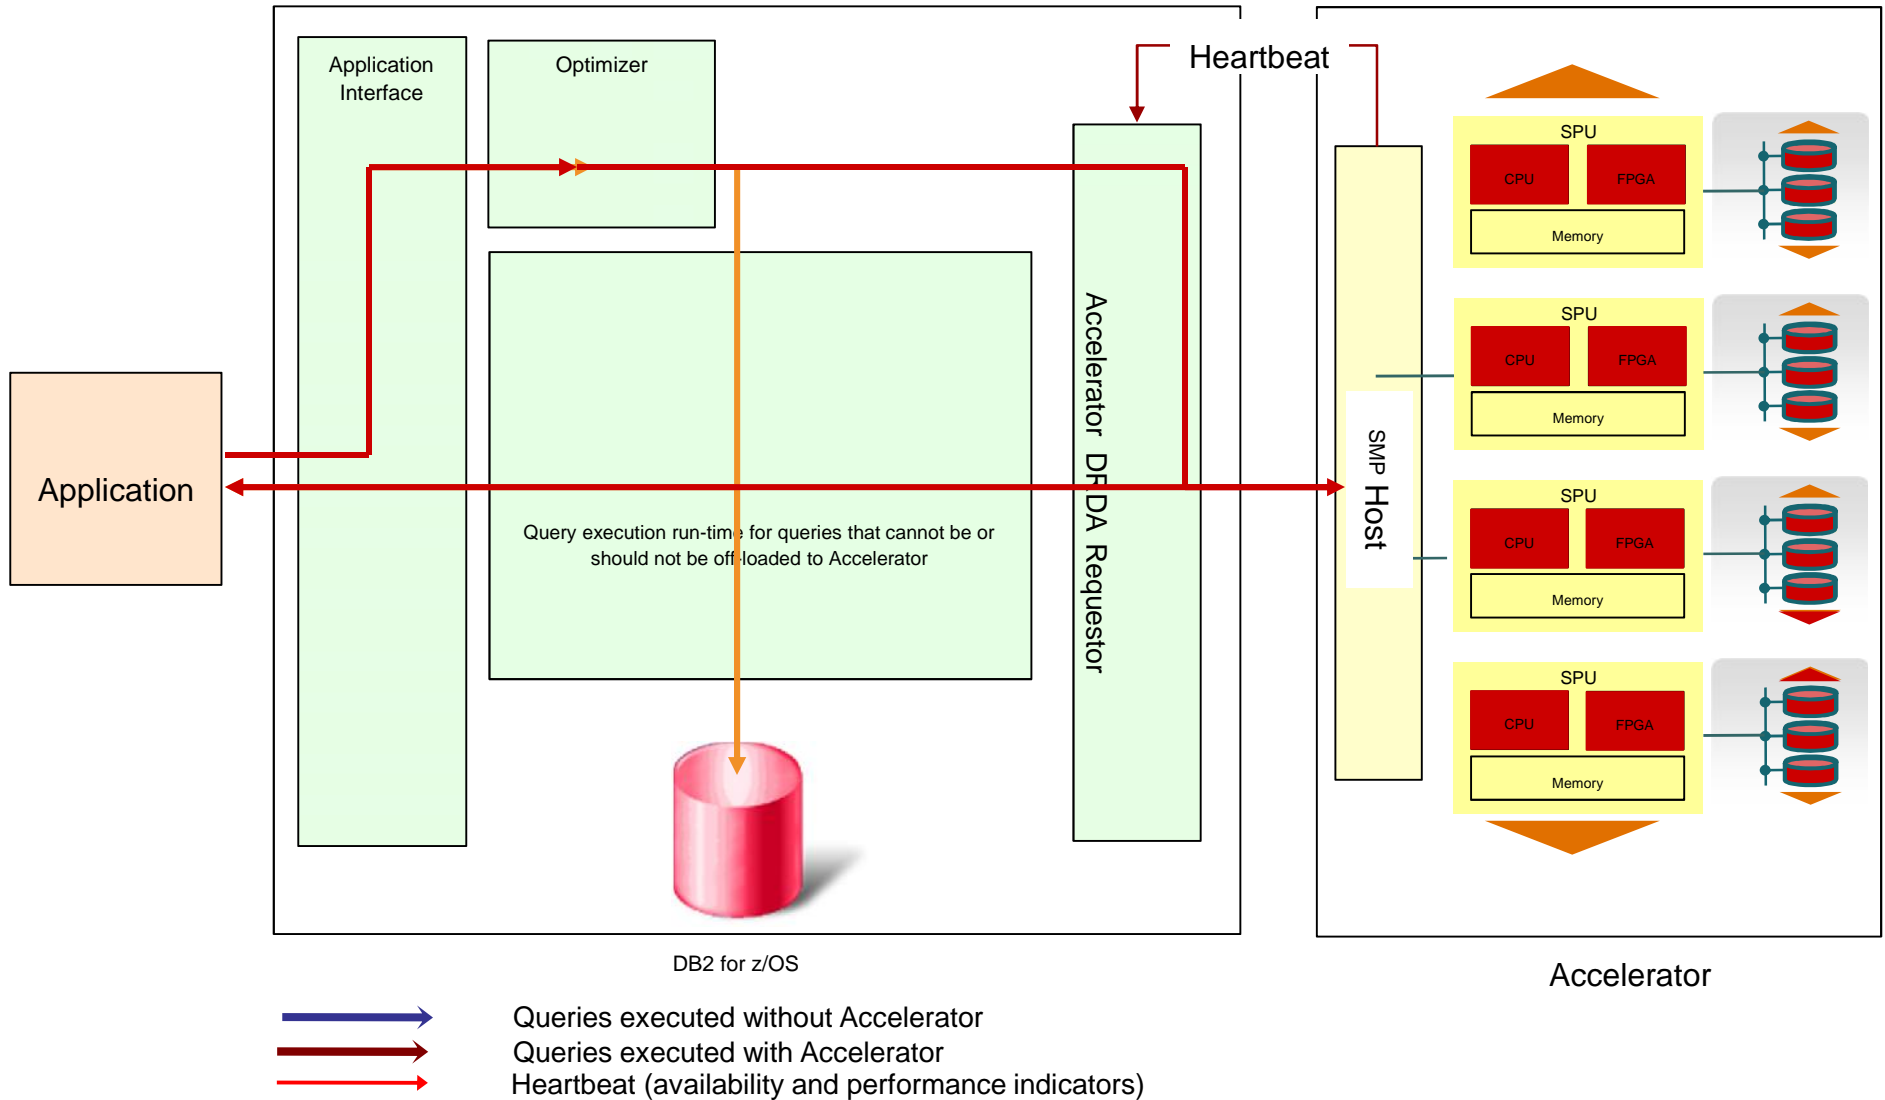 Application
Interface
Optimizer
Heartbeat
Application
Query execution run-time for queries that cannot be or
should not be off-loaded to Accelerator
Accelerator DRDA Requestor
SMP Host
SPU
CPU
FPGA
Memory
SPU
CPU
FPGA
Memory
SPU
CPU
FPGA
Memory
SPU
CPU
FPGA
Memory
DB2 for z/OS
Accelerator
Queries executed without Accelerator
Queries executed with Accelerator
Heartbeat (availability and performance indicators)